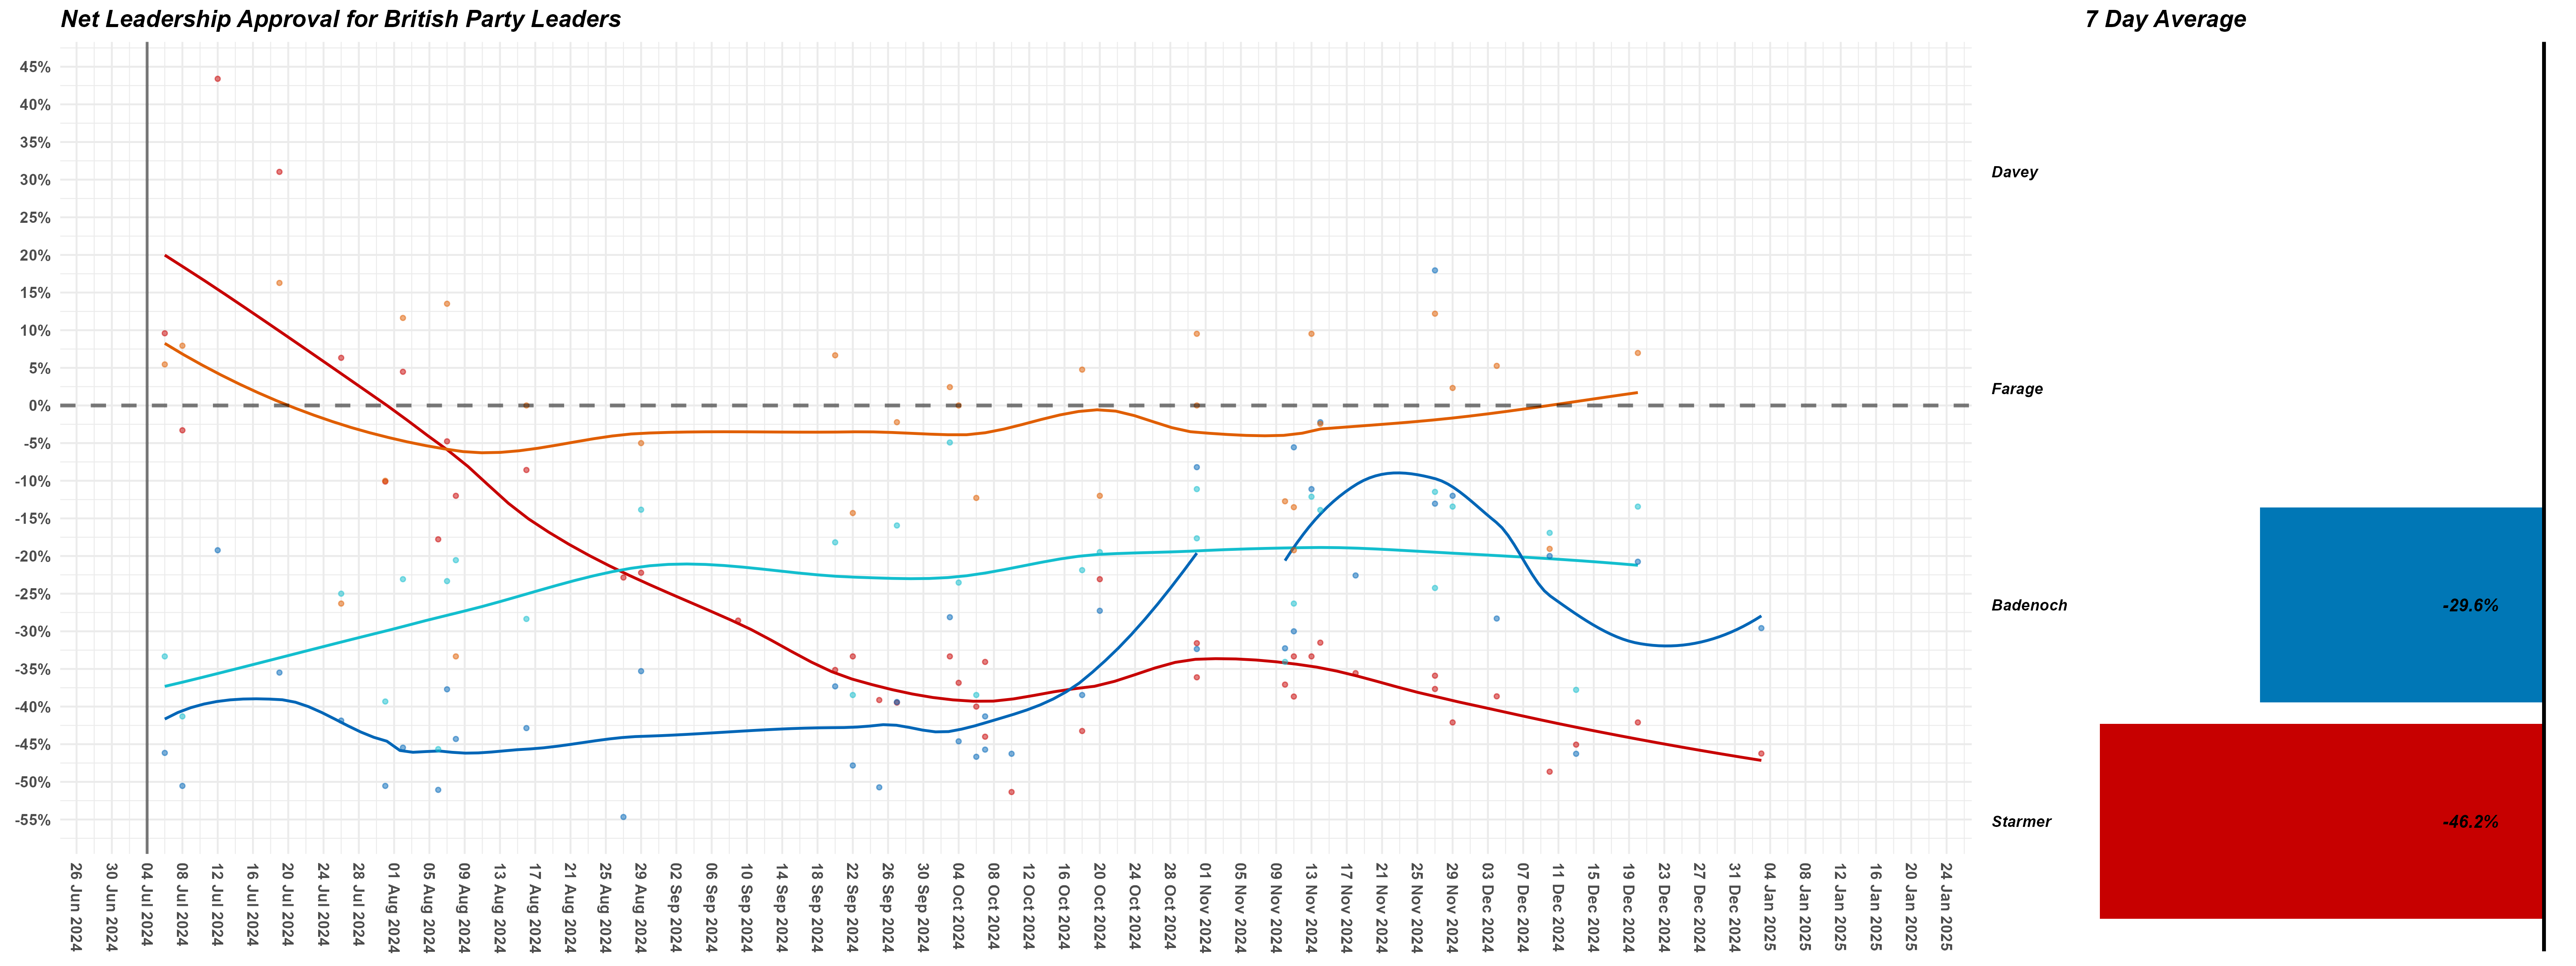 Net Leadership Approval for British Party Leaders
7 Day Average
45%
40%
35%
30%
25%
20%
15%
10%
5%
0%
-5%
-10%
-15%
-20%
-25%
-30%
-35%
-40%
-45%
-50%
-55%
26 Jun 2024
30 Jun 2024
04 Jul 2024
08 Jul 2024
12 Jul 2024
16 Jul 2024
20 Jul 2024
24 Jul 2024
28 Jul 2024
01 Aug 2024
05 Aug 2024
09 Aug 2024
13 Aug 2024
17 Aug 2024
21 Aug 2024
25 Aug 2024
29 Aug 2024
02 Sep 2024
06 Sep 2024
10 Sep 2024
14 Sep 2024
18 Sep 2024
22 Sep 2024
26 Sep 2024
30 Sep 2024
04 Oct 2024
08 Oct 2024
12 Oct 2024
16 Oct 2024
20 Oct 2024
24 Oct 2024
28 Oct 2024
01 Nov 2024
05 Nov 2024
09 Nov 2024
13 Nov 2024
17 Nov 2024
21 Nov 2024
25 Nov 2024
29 Nov 2024
03 Dec 2024
07 Dec 2024
11 Dec 2024
15 Dec 2024
19 Dec 2024
23 Dec 2024
27 Dec 2024
31 Dec 2024
04 Jan 2025
08 Jan 2025
12 Jan 2025
16 Jan 2025
20 Jan 2025
24 Jan 2025
Davey
Farage
Badenoch -29.6%
Starmer -46.2%